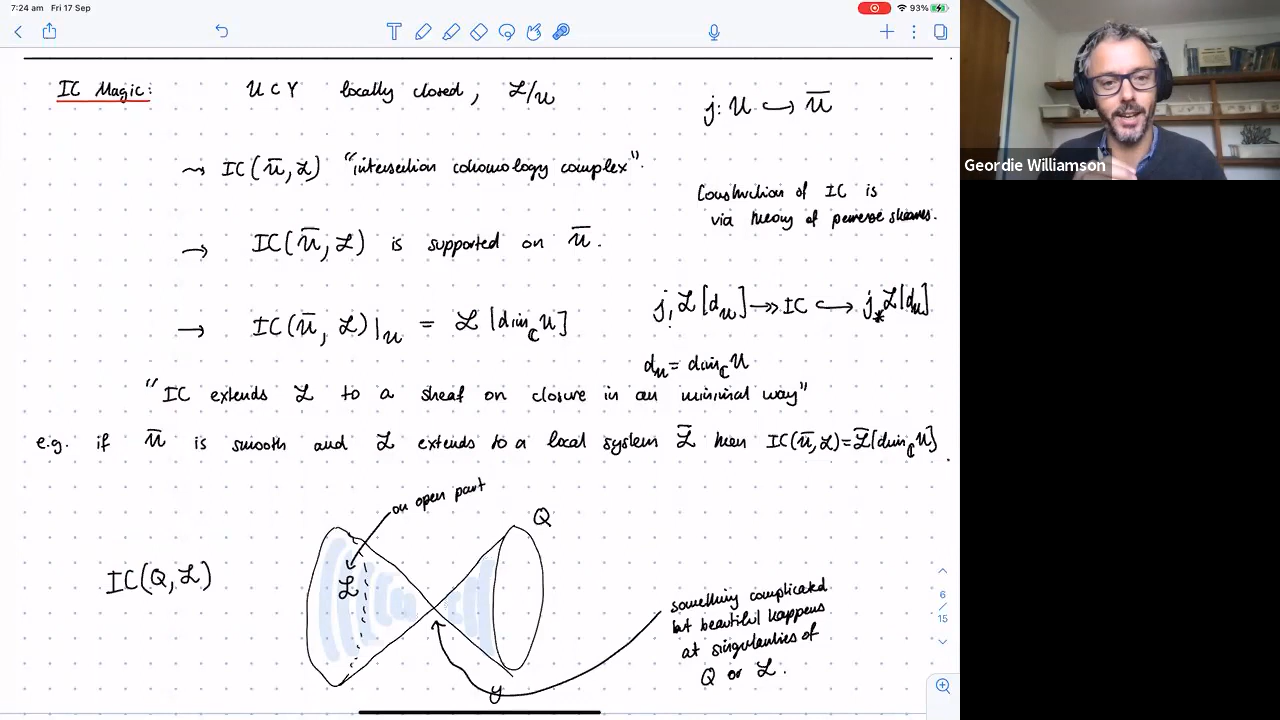 7:24 am Fri 17 Sep
93%
IC Magic: U ⊂ Y locally closed, ℒ/U
j: U ↪ Ū
⇝ IC(Ū, ℒ) "intersection cohomology complex".
Construction of IC is
via theory of perverse sheaves.
→ IC(Ū, ℒ) is supported on Ū.
→ IC(Ū, ℒ)|_U = ℒ[dim_ℂ U]
j_! ℒ[d_U] ↠ IC ↪ j_* ℒ[d_U]
d_U = dim_ℂ U
"IC extends ℒ to a sheaf on closure in an minimal way"
e.g. if Ū is smooth and ℒ extends to a local system ℒ̄ then IC(Ū, ℒ) = ℒ̄[dim_ℂ U].
on open part
Q
IC(Q, ℒ)
ℒ
something complicated
but beautiful happens
at singularities of
Q or ℒ.
y
6
/
15
Geordie Williamson